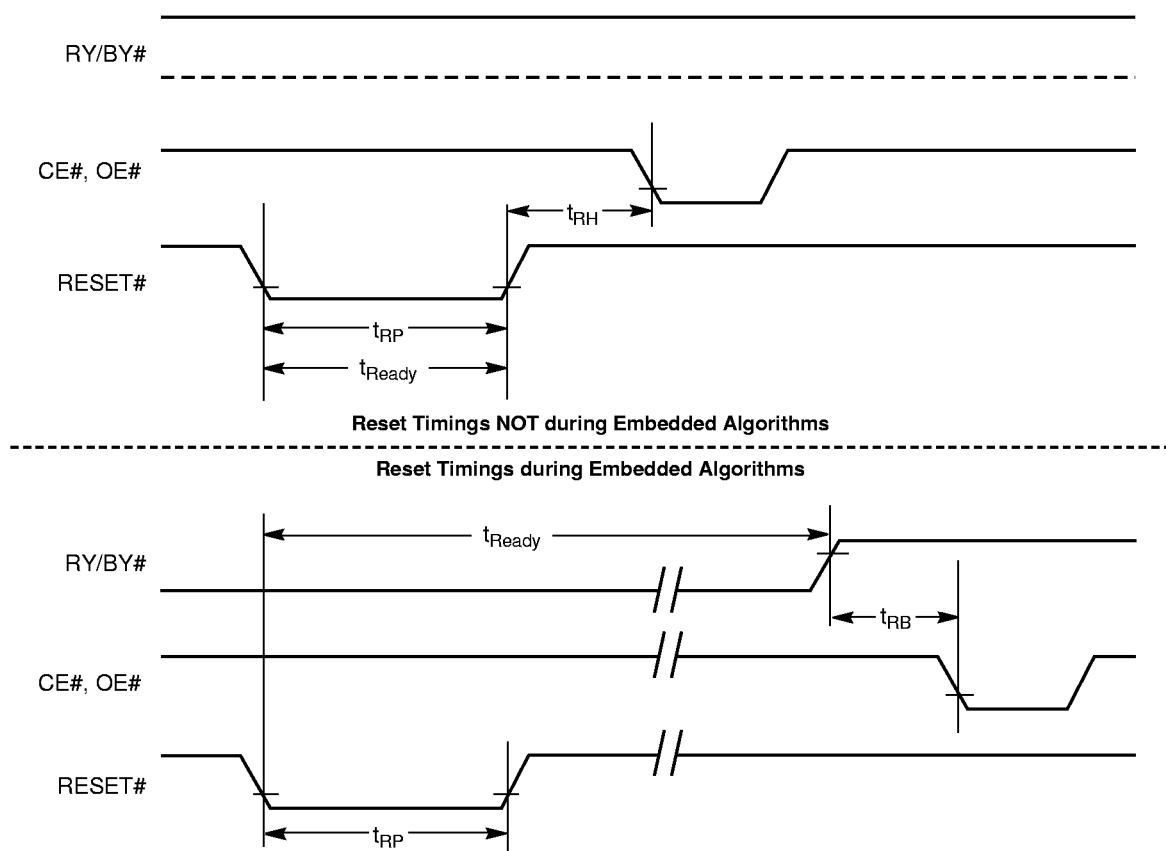 RY/BY#
CE#, OE#
tRH
RESET#
tRP
tReady
Reset Timings NOT during Embedded Algorithms
Reset Timings during Embedded Algorithms
tReady
RY/BY#
tRB
CE#, OE#
RESET#
tRP